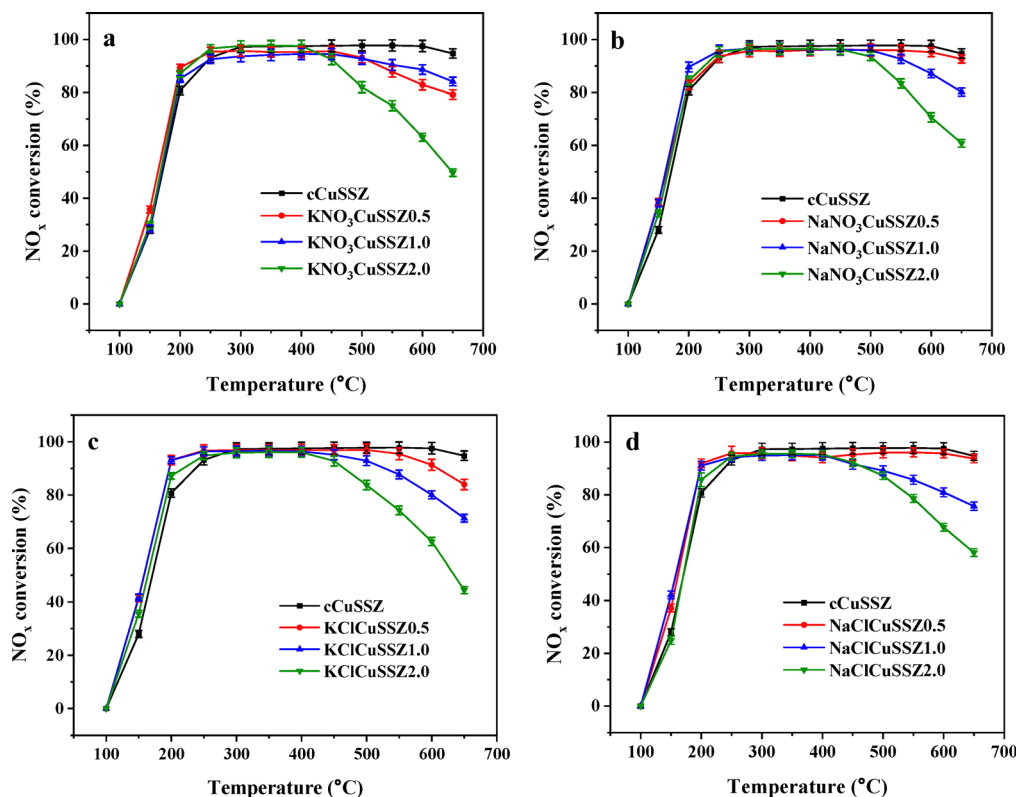 a
NOx conversion (%)
100
80
60
40
20
0
cCuSSZ
KNO3CuSSZ0.5
KNO3CuSSZ1.0
KNO3CuSSZ2.0
100 200 300 400 500 600 700
Temperature (°C)
b
NOx conversion (%)
100
80
60
40
20
0
cCuSSZ
NaNO3CuSSZ0.5
NaNO3CuSSZ1.0
NaNO3CuSSZ2.0
100 200 300 400 500 600 700
Temperature (°C)
c
NOx conversion (%)
100
80
60
40
20
0
cCuSSZ
KClCuSSZ0.5
KClCuSSZ1.0
KClCuSSZ2.0
100 200 300 400 500 600 700
Temperature (°C)
d
NOx conversion (%)
100
80
60
40
20
0
cCuSSZ
NaClCuSSZ0.5
NaClCuSSZ1.0
NaClCuSSZ2.0
100 200 300 400 500 600 700
Temperature (°C)